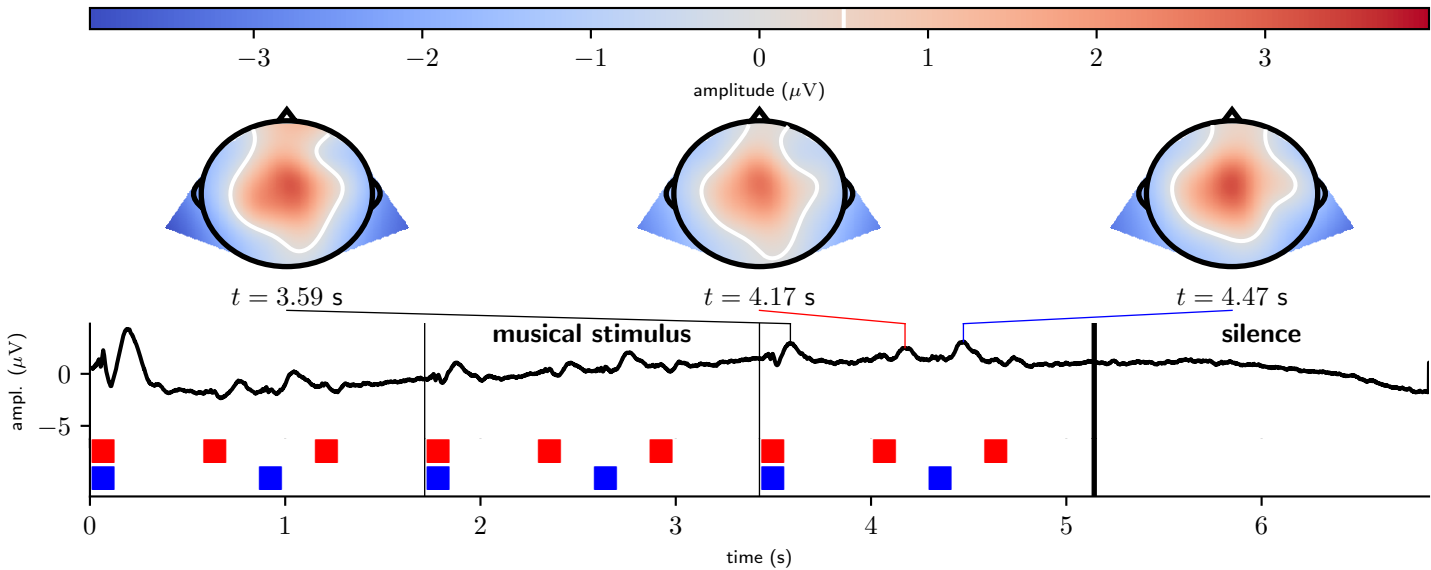 −3 −2 −1 0 1 2 3
amplitude (μV)
t = 3.59 s t = 4.17 s t = 4.47 s
musical stimulus silence
0
−5
ampl. (μV)
0 1 2 3 4 5 6
time (s)